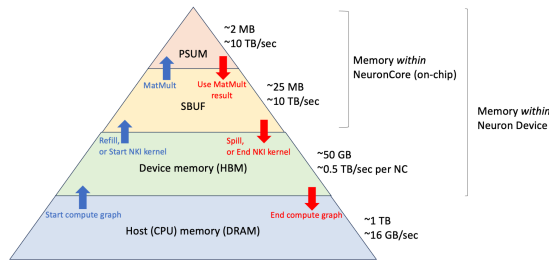 ~2 MB
~10 TB/sec
PSUM
MatMult
Use MatMult
result
Memory within
NeuronCore (on-chip)
~25 MB
~10 TB/sec
SBUF
Memory within
Neuron Device
Refill,
or Start NKI kernel
Spill,
or End NKI kernel
~50 GB
~0.5 TB/sec per NC
Device memory (HBM)
Start compute graph
End compute graph
~1 TB
~16 GB/sec
Host (CPU) memory (DRAM)